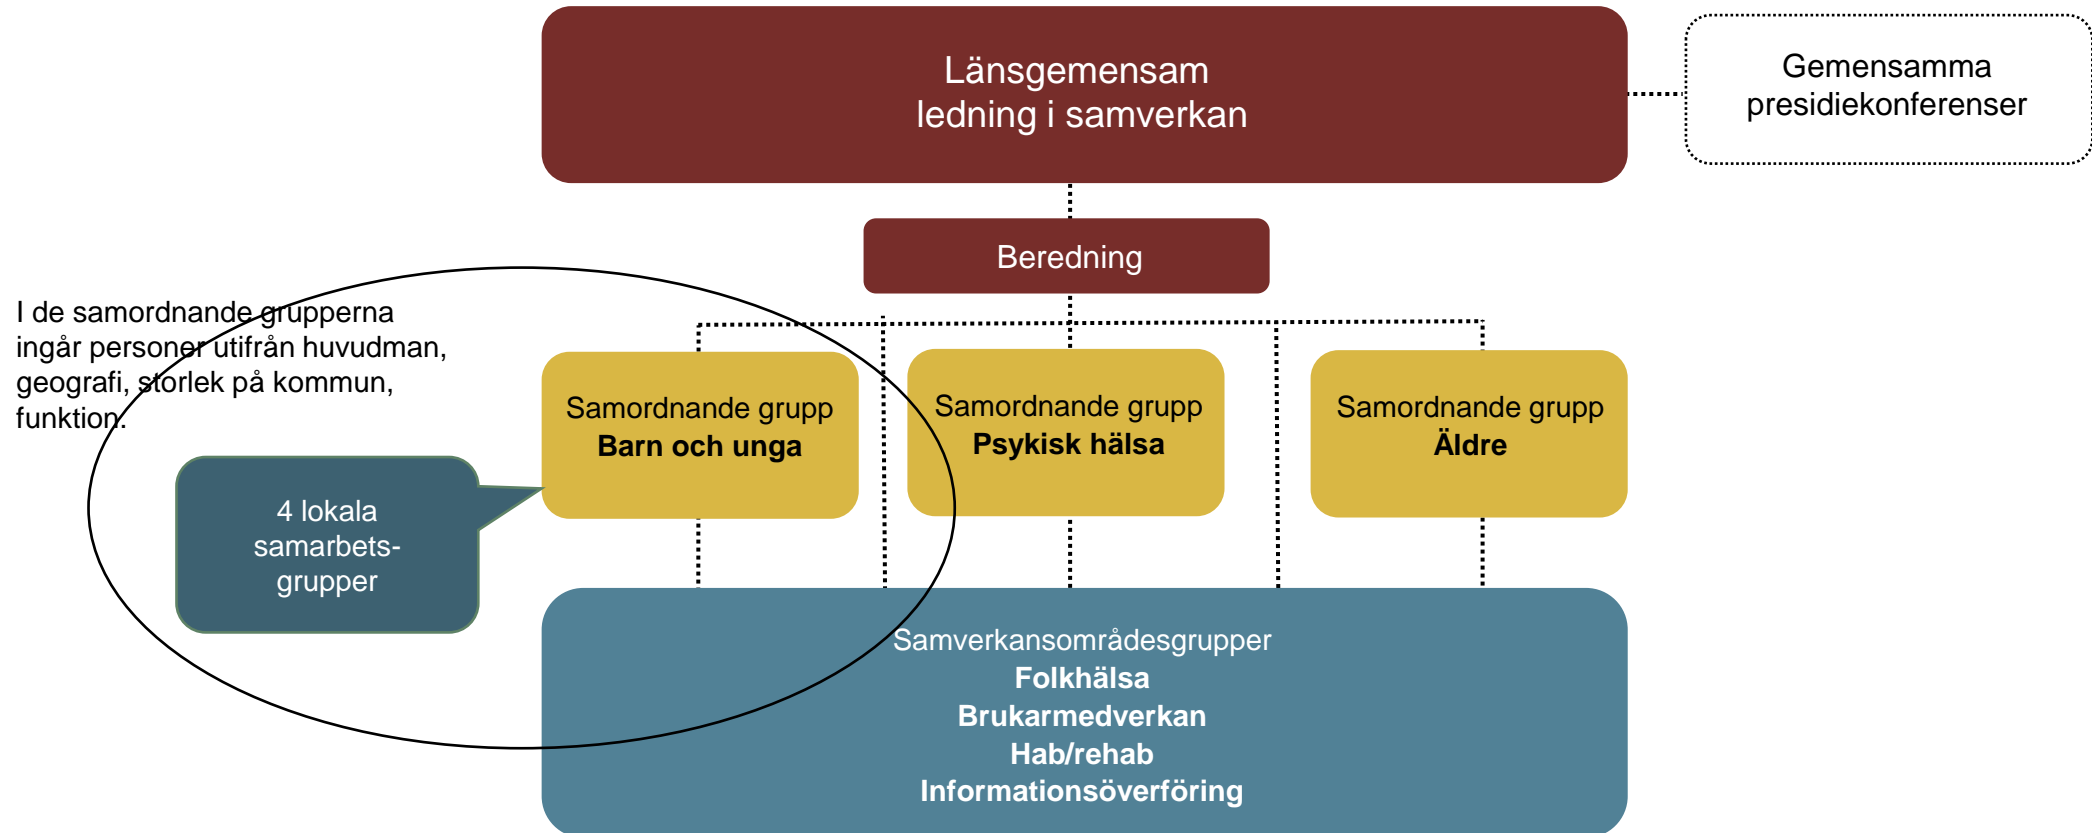 Länsgemensam
ledning i samverkan
Gemensamma
presidiekonferenser
Beredning
I de samordnande grupperna
ingår personer utifrån huvudman,
geografi, storlek på kommun,
funktion.
Samordnande grupp
Barn och unga
Samordnande grupp
Psykisk hälsa
Samordnande grupp
Äldre
4 lokala
samarbets-
grupper
Samverkansområdesgrupper
Folkhälsa
Brukarmedverkan
Hab/rehab
Informationsöverföring